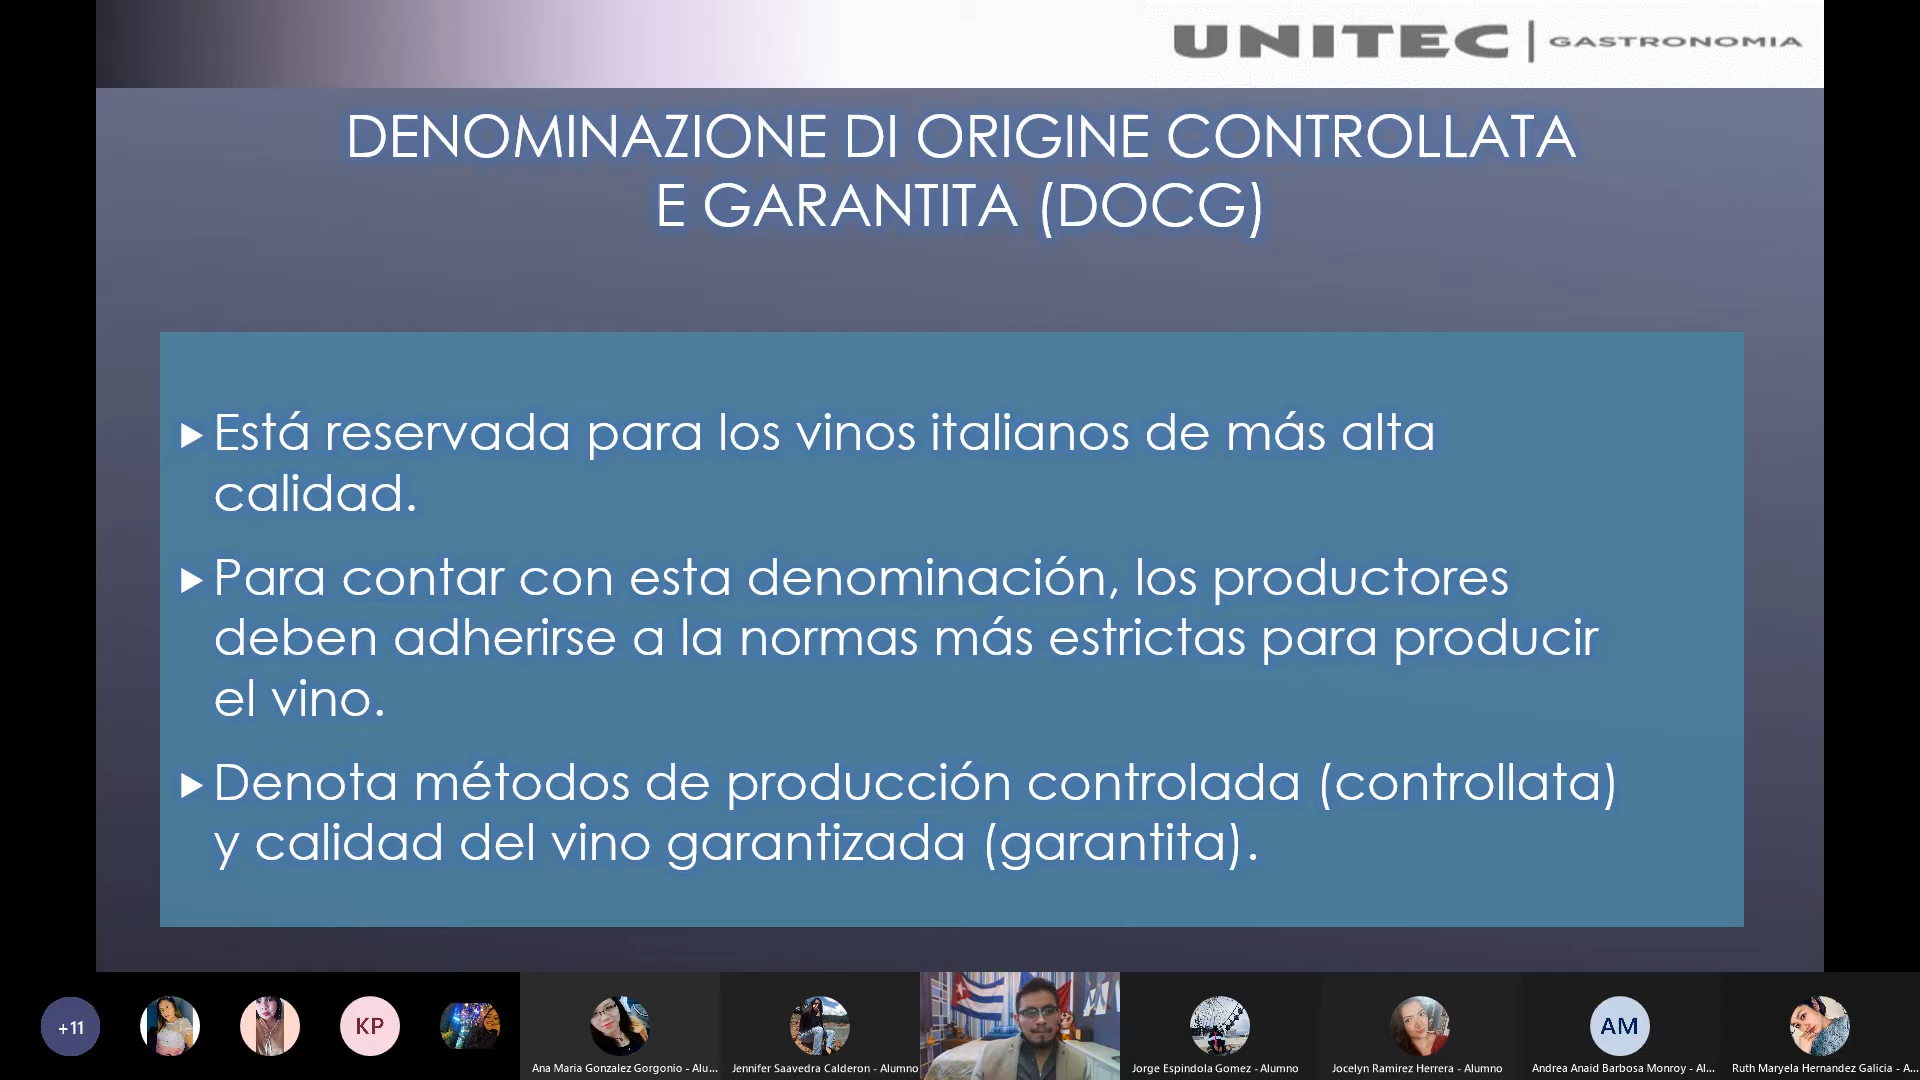 UNITEC | GASTRONOMIA
DENOMINAZIONE DI ORIGINE CONTROLLATA
E GARANTITA (DOCG)
Está reservada para los vinos italianos de más alta
calidad.
Para contar con esta denominación, los productores
deben adherirse a la normas más estrictas para producir
el vino.
Denota métodos de producción controlada (controllata)
y calidad del vino garantizada (garantita).
+11
KP
AM
Ana Maria Gonzalez Gorgonio - Alu...
Jennifer Saavedra Calderon - Alumno
Jorge Espindola Gomez - Alumno
Jocelyn Ramirez Herrera - Alumno
Andrea Anaid Barbosa Monroy - Al...
Ruth Maryela Hernandez Galicia - A...